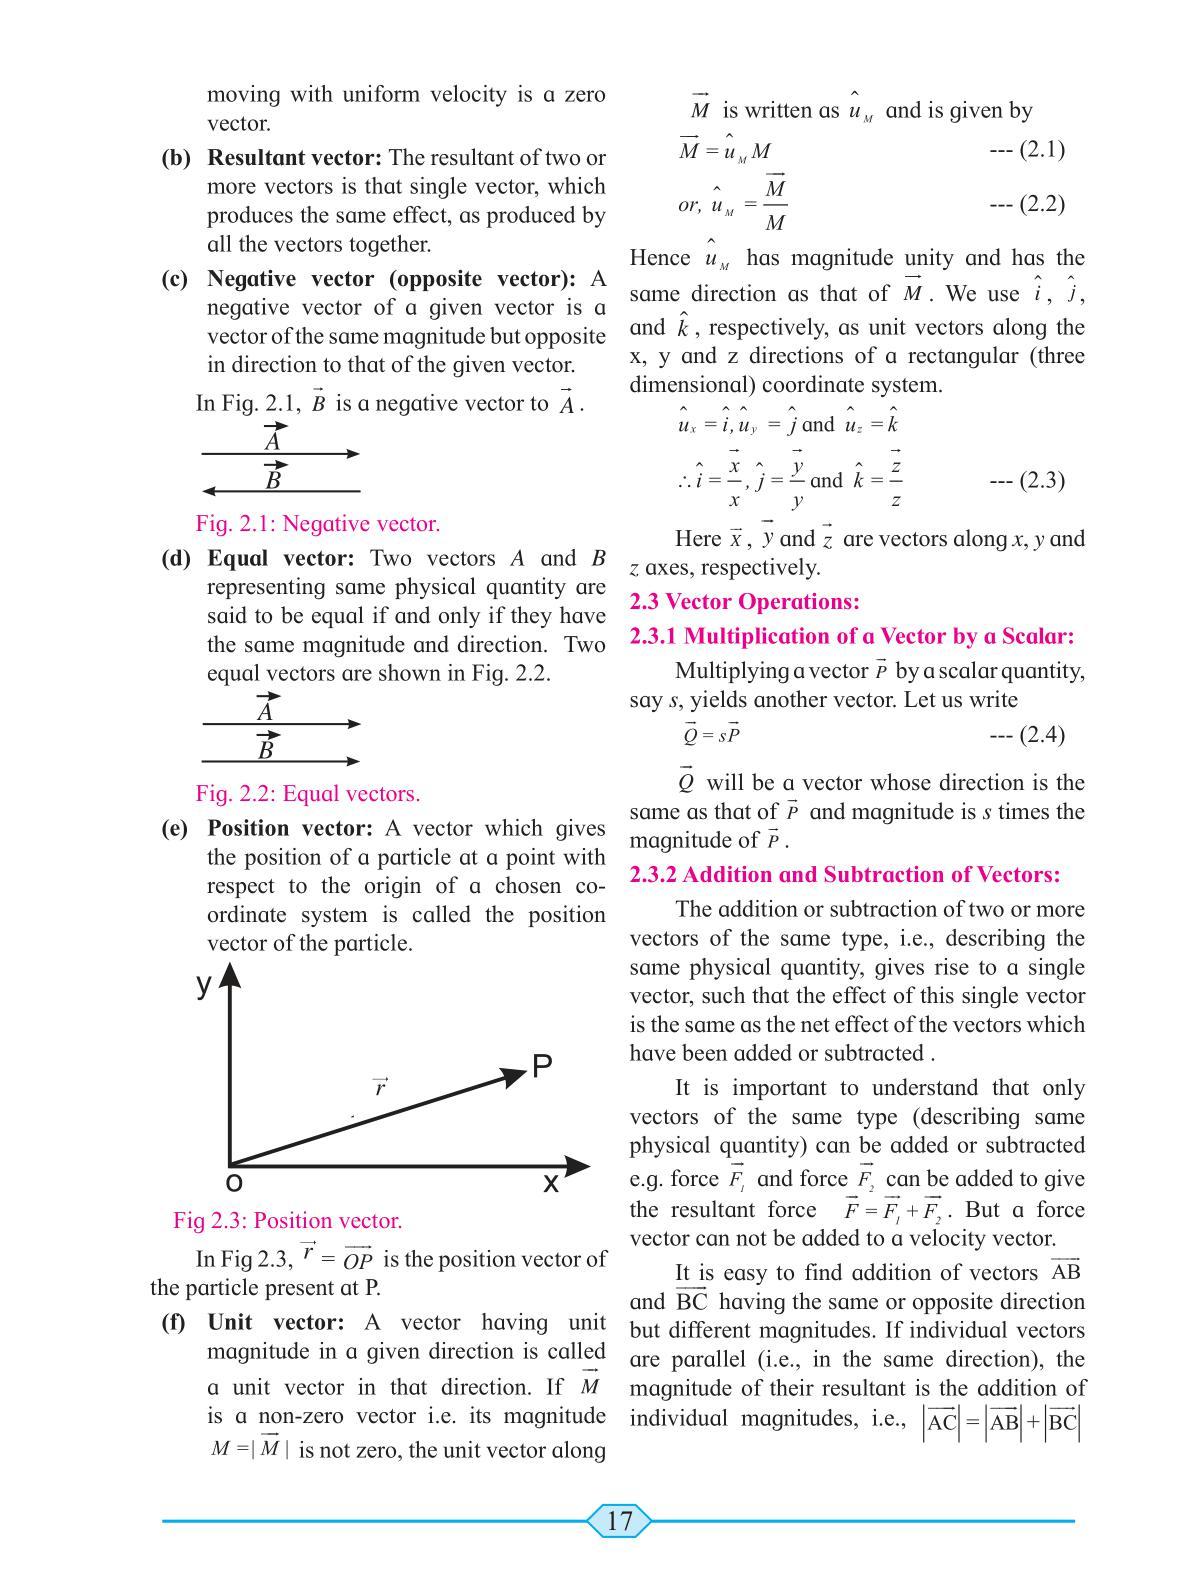 moving with uniform velocity is a zero
vector.
(b) Resultant vector: The resultant of two or
more vectors is that single vector, which
produces the same effect, as produced by
all the vectors together.
(c) Negative vector (opposite vector): A
negative vector of a given vector is a
vector of the same magnitude but opposite
in direction to that of the given vector.
In Fig. 2.1, \vec{B} is a negative vector to \vec{A} .
\vec{A}
\vec{B}
Fig. 2.1: Negative vector.
(d) Equal vector: Two vectors A and B
representing same physical quantity are
said to be equal if and only if they have
the same magnitude and direction. Two
equal vectors are shown in Fig. 2.2.
\vec{A}
\vec{B}
Fig. 2.2: Equal vectors.
(e) Position vector: A vector which gives
the position of a particle at a point with
respect to the origin of a chosen co-
ordinate system is called the position
vector of the particle.
y
P
\vec{r}
o
x
Fig 2.3: Position vector.
In Fig 2.3, \vec{r} = \overrightarrow{OP} is the position vector of
the particle present at P.
(f) Unit vector: A vector having unit
magnitude in a given direction is called
a unit vector in that direction. If \vec{M}
is a non-zero vector i.e. its magnitude
M =| \vec{M} | is not zero, the unit vector along
\vec{M} is written as \hat{u}_M and is given by
\vec{M} = \hat{u}_M M --- (2.1)
or, \hat{u}_M = \frac{\vec{M}}{M} --- (2.2)
Hence \hat{u}_M has magnitude unity and has the
same direction as that of \vec{M} . We use \hat{i} , \hat{j} ,
and \hat{k} , respectively, as unit vectors along the
x, y and z directions of a rectangular (three
dimensional) coordinate system.
\hat{u}_x = \hat{i}, \hat{u}_y = \hat{j} and \hat{u}_z = \hat{k}
∴ \hat{i} = \frac{\vec{x}}{x}, \hat{j} = \frac{\vec{y}}{y} and \hat{k} = \frac{\vec{z}}{z} --- (2.3)
Here \vec{x} , \vec{y} and \vec{z} are vectors along x, y and
z axes, respectively.
2.3 Vector Operations:
2.3.1 Multiplication of a Vector by a Scalar:
Multiplying a vector \vec{P} by a scalar quantity,
say s, yields another vector. Let us write
\vec{Q} = s\vec{P} --- (2.4)
\vec{Q} will be a vector whose direction is the
same as that of \vec{P} and magnitude is s times the
magnitude of \vec{P} .
2.3.2 Addition and Subtraction of Vectors:
The addition or subtraction of two or more
vectors of the same type, i.e., describing the
same physical quantity, gives rise to a single
vector, such that the effect of this single vector
is the same as the net effect of the vectors which
have been added or subtracted .
It is important to understand that only
vectors of the same type (describing same
physical quantity) can be added or subtracted
e.g. force \vec{F}_1 and force \vec{F}_2 can be added to give
the resultant force \vec{F} = \vec{F}_1 + \vec{F}_2 . But a force
vector can not be added to a velocity vector.
It is easy to find addition of vectors \overrightarrow{AB}
and \overrightarrow{BC} having the same or opposite direction
but different magnitudes. If individual vectors
are parallel (i.e., in the same direction), the
magnitude of their resultant is the addition of
individual magnitudes, i.e., |\overrightarrow{AC}| = |\overrightarrow{AB}| + |\overrightarrow{BC}|
17